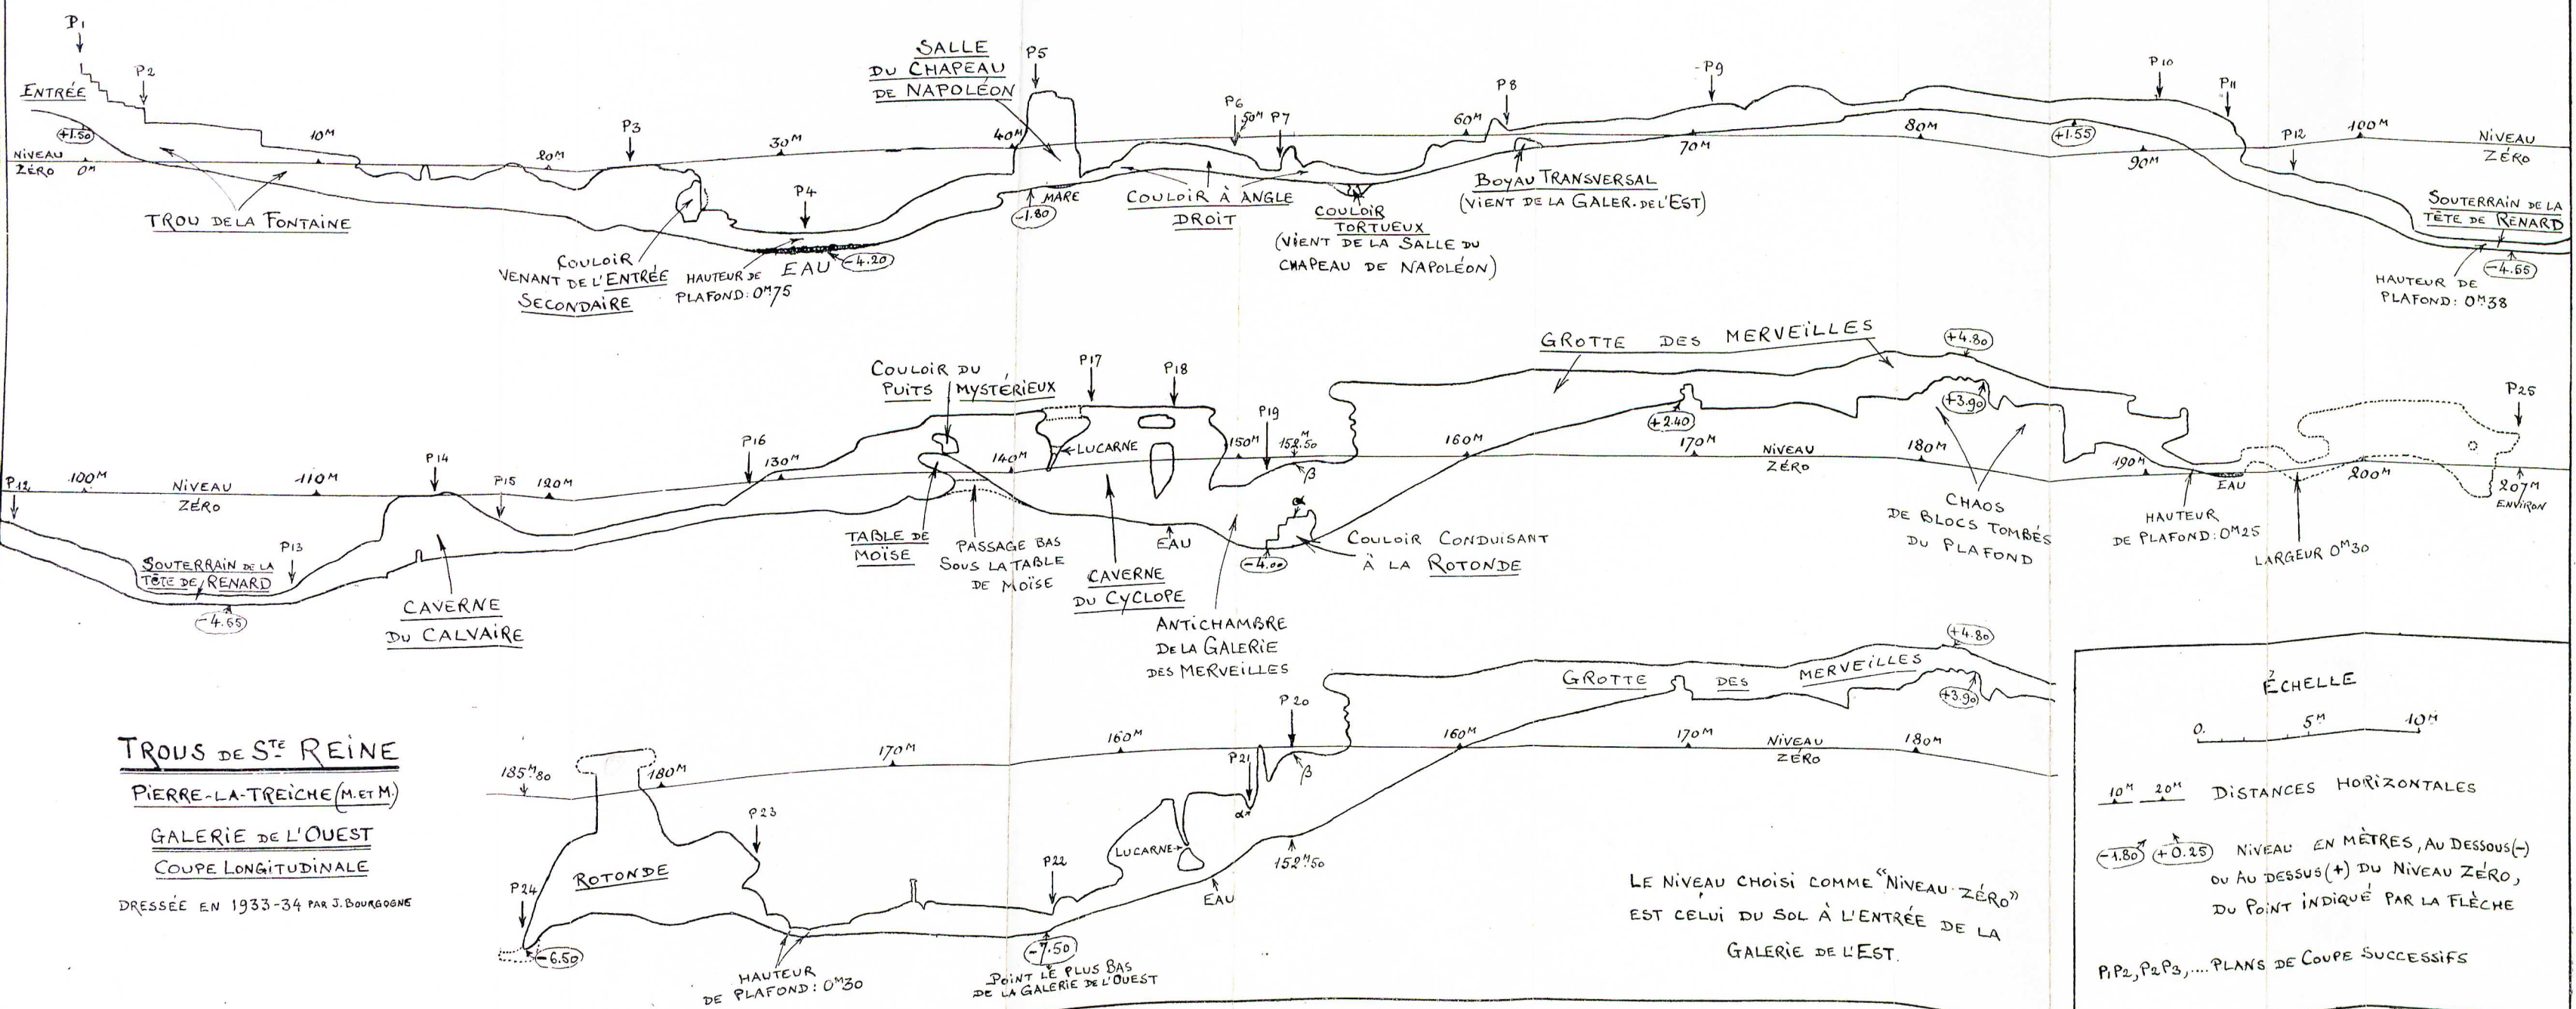 P1
P2
ENTRÉE
+1.50
NIVEAU
ZÉRO
0M
10M
TROU DE LA FONTAINE
20M
P3
COULOIR
VENANT DE L'ENTRÉE
SECONDAIRE
30M
P4
HAUTEUR DE
PLAFOND: 0M75
EAU
-4.20
SALLE
DU CHAPEAU
DE NAPOLÉON
P5
40M
-1.80
MARE
P6
50M
P7
COULOIR À ANGLE
DROIT
COULOIR
TORTUEUX
(VIENT DE LA SALLE DU
CHAPEAU DE NAPOLÉON)
60M
P8
BOYAU TRANSVERSAL
(VIENT DE LA GALER. DE L'EST)
P9
70M
80M
+1.55
P10
90M
P11
P12
100M
NIVEAU
ZÉRO
SOUTERRAIN DE LA
TÊTE DE RENARD
-4.65
HAUTEUR DE
PLAFOND: 0M38
P12
100M
NIVEAU
ZÉRO
110M
SOUTERRAIN DE LA
TÊTE DE RENARD
-4.65
P13
P14
CAVERNE
DU CALVAIRE
P15
120M
P16
130M
COULOIR DU
PUITS MYSTÉRIEUX
TABLE DE
MOÏSE
PASSAGE BAS
SOUS LA TABLE
DE MOÏSE
140M
P17
LUCARNE
P18
CAVERNE
DU CYCLOPE
EAU
ANTICHAMBRE
DE LA GALERIE
DES MERVEILLES
150M
P19
152.M50
β
α
-4.00
COULOIR CONDUISANT
À LA ROTONDE
GROTTE DES MERVEILLES
160M
+2.40
170M
NIVEAU
ZÉRO
180M
+4.80
+3.90
CHAOS
DE BLOCS TOMBÉS
DU PLAFOND
190M
HAUTEUR
DE PLAFOND: 0M25
EAU
LARGEUR 0M30
200M
P25
207M
ENVIRON
TROUS DE STE REINE
PIERRE-LA-TREICHE (M. ET M.)
GALERIE DE L'OUEST
COUPE LONGITUDINALE
DRESSÉE EN 1933-34 PAR J. BOURGOGNE
185M80
180M
P24
-6.50
ROTONDE
P23
HAUTEUR
DE PLAFOND: 0M30
170M
P22
-7.50
POINT LE PLUS BAS
DE LA GALERIE DE L'OUEST
160M
LUCARNE
EAU
P21
α
P20
β
152M50
GROTTE DES MERVEILLES
160M
170M
NIVEAU
ZÉRO
180M
+4.80
+3.90
LE NIVEAU CHOISI COMME "NIVEAU ZÉRO"
EST CELUI DU SOL À L'ENTRÉE DE LA
GALERIE DE L'EST.
ÉCHELLE
0. 5M 10M
10M 20M DISTANCES HORIZONTALES
-1.80 +0.25 NIVEAU EN MÈTRES, AU DESSOUS (-)
OU AU DESSUS (+) DU NIVEAU ZÉRO,
DU POINT INDIQUÉ PAR LA FLÈCHE
P1P2, P2P3, .... PLANS DE COUPE SUCCESSIFS